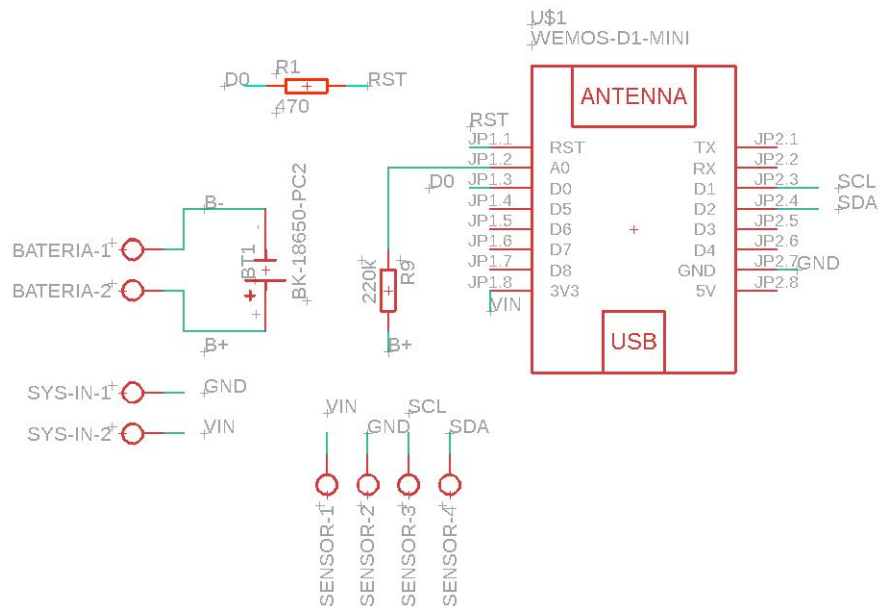 U$1
WEMOS-D1-MINI
R1
D0
RST
470
ANTENNA
RST
JP1.1
RST
TX
JP2.1
JP1.2
A0
RX
JP2.2
D0
JP1.3
D0
D1
JP2.3
SCL
JP1.4
D5
D2
JP2.4
SDA
JP1.5
D6
D3
JP2.5
JP1.6
D7
D4
JP2.6
JP1.7
D8
GND
JP2.7
GND
JP1.8
3V3
5V
JP2.8
VIN
USB
B-
-
BATERIA-1
BATERIA-2
BT1
BK-18650-PC2
+
+
B+
220K
R9
B+
SYS-IN-1
GND
SYS-IN-2
VIN
VIN
GND
SCL
SDA
SENSOR-1
SENSOR-2
SENSOR-3
SENSOR-4